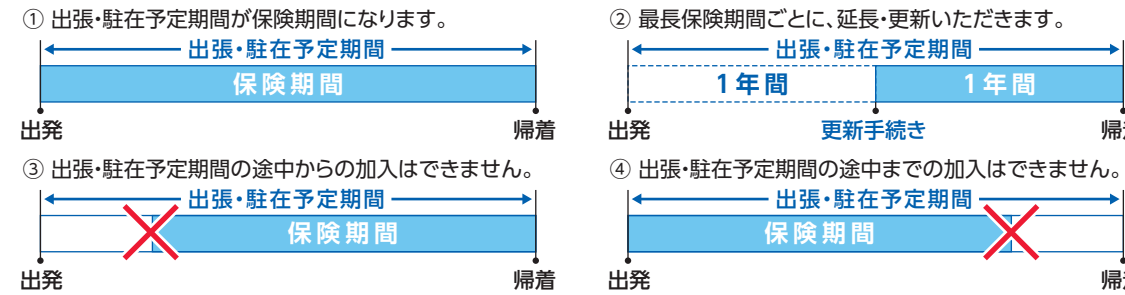 ① 出張・駐在予定期間が保険期間になります。
出張・駐在予定期間
保険期間
出発
帰着
② 最長保険期間ごとに、延長・更新いただきます。
出張・駐在予定期間
1年間
1年間
出発
更新手続き
帰
③ 出張・駐在予定期間の途中からの加入はできません。
出張・駐在予定期間
保険期間
出発
帰着
④ 出張・駐在予定期間の途中までの加入はできません。
出張・駐在予定期間
保険期間
出発
帰